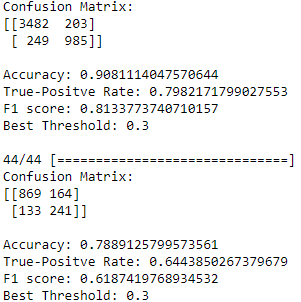 Confusion Matrix:
[[3482  203]
 [ 249  985]]
Accuracy: 0.9081114047570644
True-Positve Rate: 0.7982171799027553
F1 score: 0.8133773740710157
Best Threshold: 0.3
44/44 [==============================]
Confusion Matrix:
[[869 164]
 [133 241]]
Accuracy: 0.7889125799573561
True-Positve Rate: 0.6443850267379679
F1 score: 0.6187419768934532
Best Threshold: 0.3